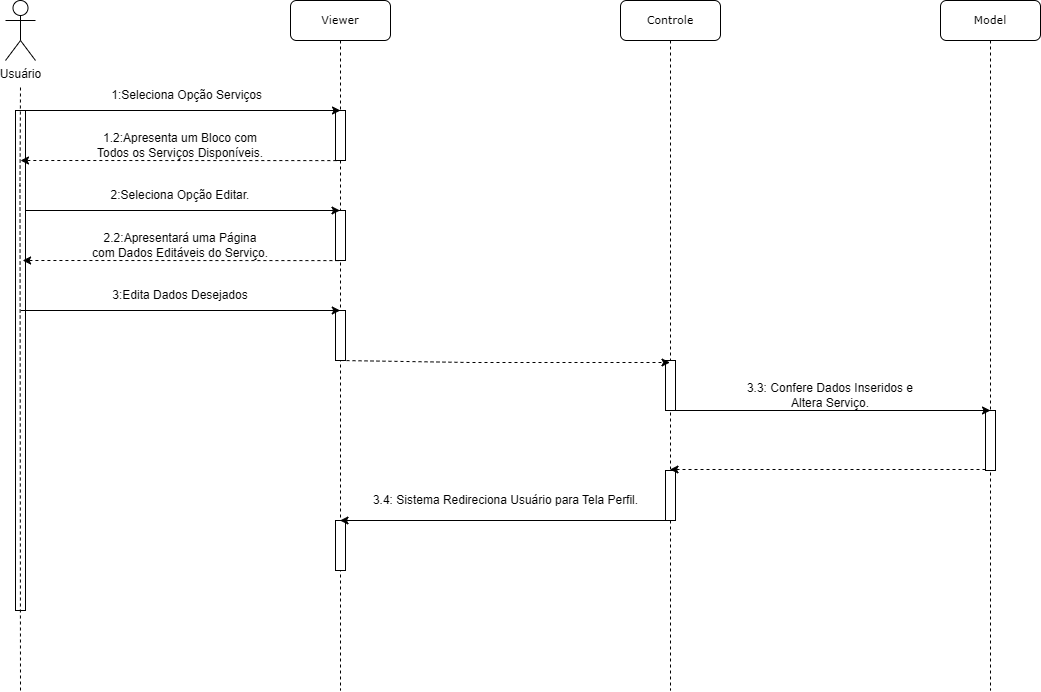 Viewer
Controle
Model
Usuário
1:Seleciona Opção Serviços
1.2:Apresenta um Bloco com
Todos os Serviços Disponíveis.
2:Seleciona Opção Editar.
2.2:Apresentará uma Página
com Dados Editáveis do Serviço.
3:Edita Dados Desejados
3.3: Confere Dados Inseridos e
Altera Serviço.
3.4: Sistema Redireciona Usuário para Tela Perfil.